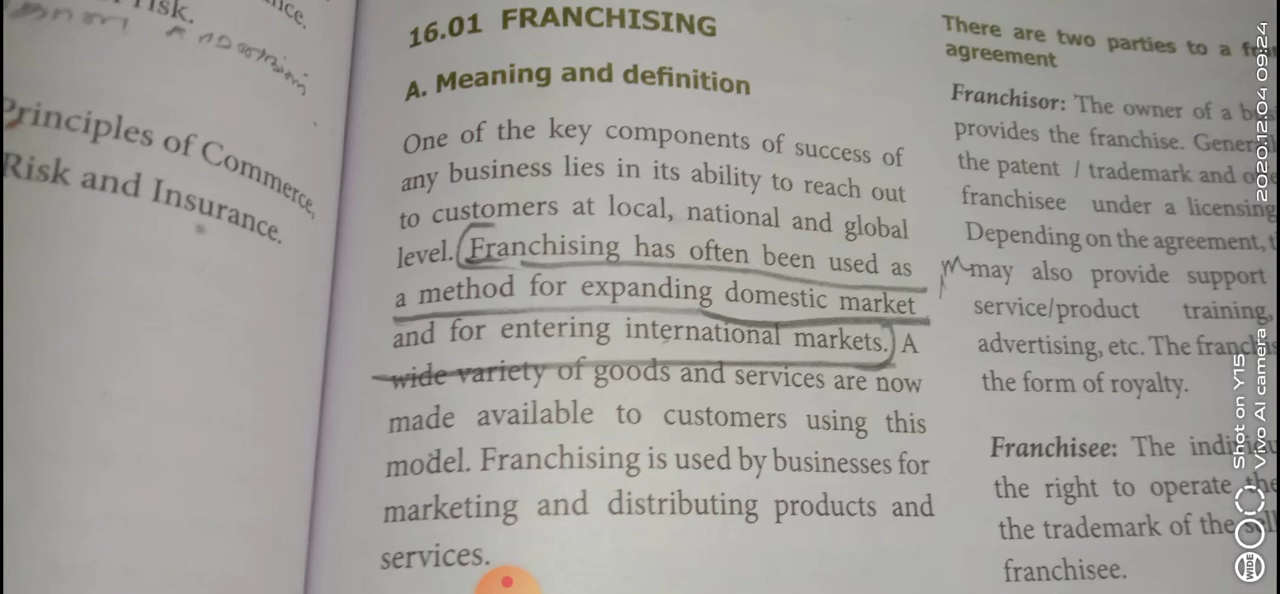 risk.
Principles of Commerce,
Risk and Insurance.
16.01 FRANCHISING
A. Meaning and definition
One of the key components of success of
any business lies in its ability to reach out
to customers at local, national and global
level. Franchising has often been used as
a method for expanding domestic market
and for entering international markets. A
wide variety of goods and services are now
made available to customers using this
model. Franchising is used by businesses for
marketing and distributing products and
services.
There are two parties to a
agreement
Franchisor: The owner of a
provides the franchise.
the patent / trademark and
franchisee under a licensing
Depending on the agreement,
may also provide support
service/product training,
advertising, etc. The
the form of royalty.
Franchisee: The
the right to operate the
the trademark of the
franchisee.
2020.12.04 09:24
Shot on Y15
Vivo AI camera
WIDE